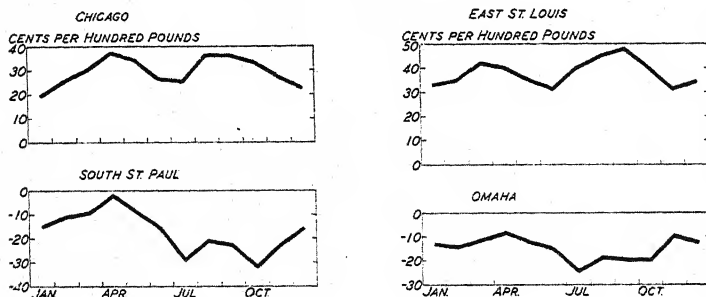 CHICAGO
CENTS PER HUNDRED POUNDS
40
30
20
10
0
EAST ST. LOUIS
CENTS PER HUNDRED POUNDS
50
40
30
20
10
0
SOUTH ST. PAUL
0
-10
-20
-30
-40
JAN. APR. JUL. OCT.
OMAHA
0
-10
-20
-30
JAN. APR. JUL. OCT.